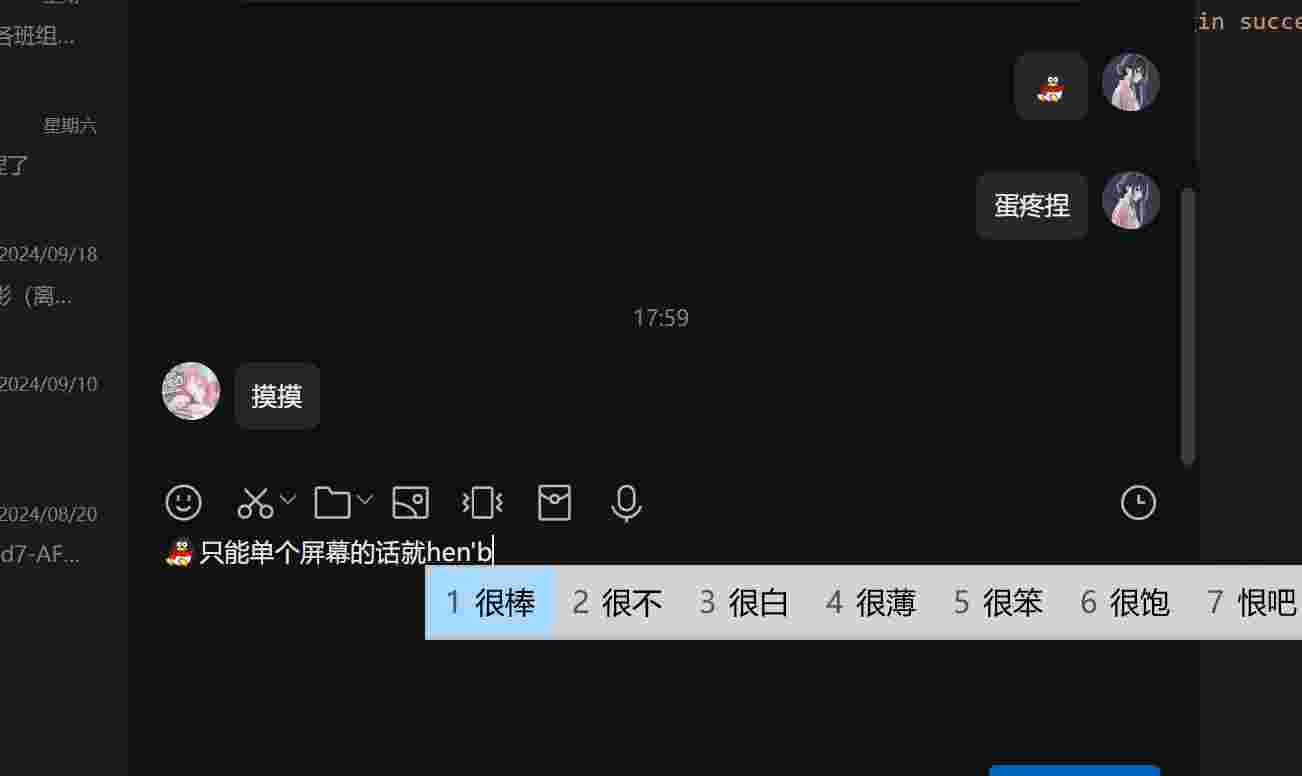 各班组...
星期六
捏了
2024/09/18
影（离...
2024/09/10
2024/08/20
d7-AF...
in succe
蛋疼捏
17:59
摸摸
只能单个屏幕的话就hen'b
1 很棒 2 很不 3 很白 4 很薄 5 很笨 6 很饱 7 恨吧